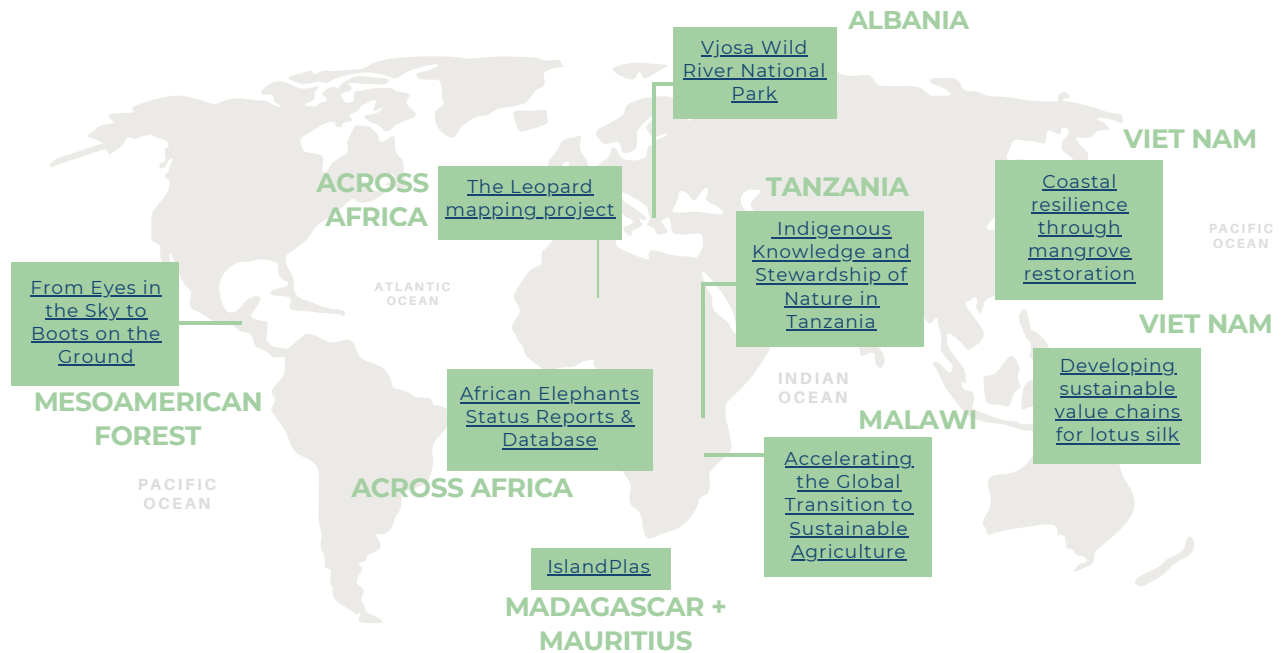 ALBANIA
Vjosa Wild
River National
Park
VIET NAM
Coastal
resilience
through
mangrove
restoration
ACROSS
AFRICA
The Leopard
mapping project
TANZANIA
Indigenous
Knowledge and
Stewardship of
Nature in
Tanzania
PACIFIC
OCEAN
ATLANTIC
OCEAN
From Eyes in
the Sky to
Boots on the
Ground
MESOAMERICAN
FOREST
VIET NAM
Developing
sustainable
value chains
for lotus silk
INDIAN
OCEAN
African Elephants
Status Reports &
Database
ACROSS AFRICA
MALAWI
Accelerating
the Global
Transition to
Sustainable
Agriculture
PACIFIC
OCEAN
IslandPlas
MADAGASCAR +
MAURITIUS